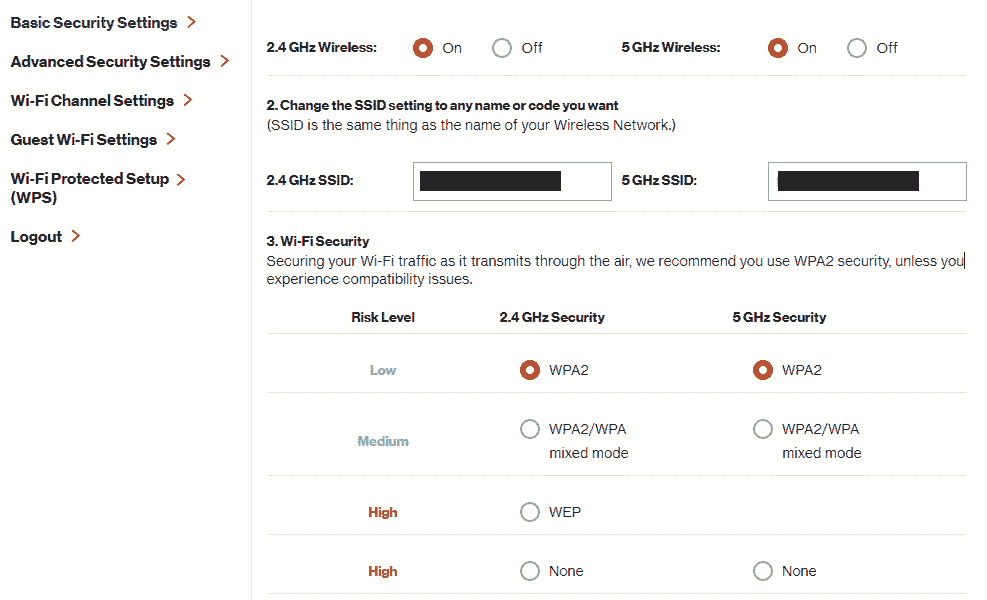 Basic Security Settings
Advanced Security Settings
Wi-Fi Channel Settings
Guest Wi-Fi Settings
Wi-Fi Protected Setup
(WPS)
Logout
2.4 GHz Wireless: On Off 5 GHz Wireless: On Off
2. Change the SSID setting to any name or code you want
(SSID is the same thing as the name of your Wireless Network.)
2.4 GHz SSID: 5 GHz SSID:
3. Wi-Fi Security
Securing your Wi-Fi traffic as it transmits through the air, we recommend you use WPA2 security, unless you
experience compatibility issues.
Risk Level 2.4 GHz Security 5 GHz Security
Low WPA2 WPA2
Medium WPA2/WPA WPA2/WPA
mixed mode mixed mode
High WEP
High None None